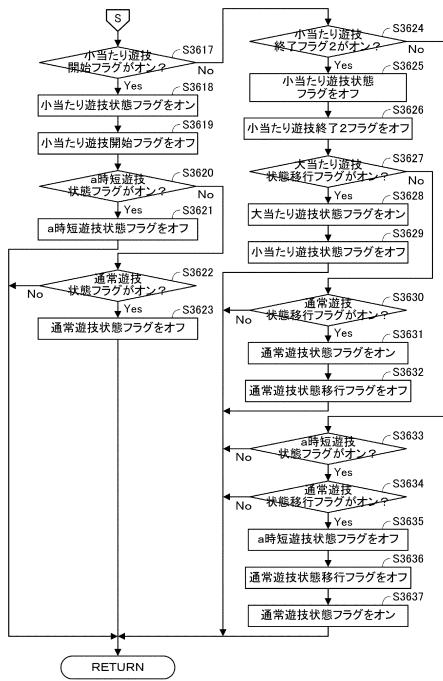 S
小当たり遊技
開始フラグがオン?
S3617
No
Yes
S3618
小当たり遊技状態フラグをオン
S3619
小当たり遊技開始フラグをオフ
a時短遊技
状態フラグがオン?
S3620
No
Yes
S3621
a時短遊技状態フラグをオフ
通常遊技
状態フラグがオン?
S3622
No
Yes
S3623
通常遊技状態フラグをオフ
小当たり遊技
終了フラグ2がオン?
S3624
No
Yes
S3625
小当たり遊技状態
フラグをオフ
S3626
小当たり遊技終了2フラグをオフ
大当たり遊技
状態移行フラグがオン?
S3627
No
Yes
S3628
大当たり遊技状態フラグをオン
S3629
小当たり遊技状態フラグをオフ
通常遊技
状態移行フラグがオン?
S3630
No
Yes
S3631
通常遊技状態フラグをオン
S3632
通常遊技状態移行フラグをオフ
a時短遊技
状態フラグがオン?
S3633
No
Yes
通常遊技
状態移行フラグがオン?
S3634
No
Yes
S3635
a時短遊技状態フラグをオフ
S3636
通常遊技状態移行フラグをオフ
S3637
通常遊技状態フラグをオン
RETURN